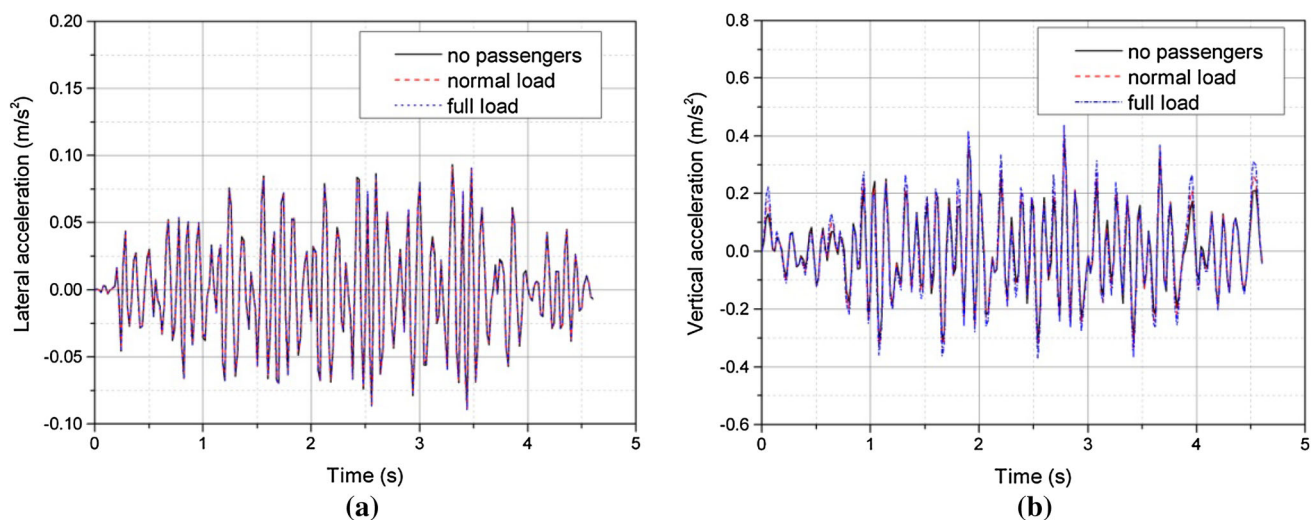 0.20
0.15
0.10
0.05
0.00
-0.05
-0.10
Lateral acceleration (m/s²)
no passengers
normal load
full load
0 1 2 3 4 5
Time (s)
(a)
0.8
0.6
0.4
0.2
0.0
-0.2
-0.4
-0.6
Vertical acceleration (m/s²)
no passengers
normal load
full load
0 1 2 3 4 5
Time (s)
(b)